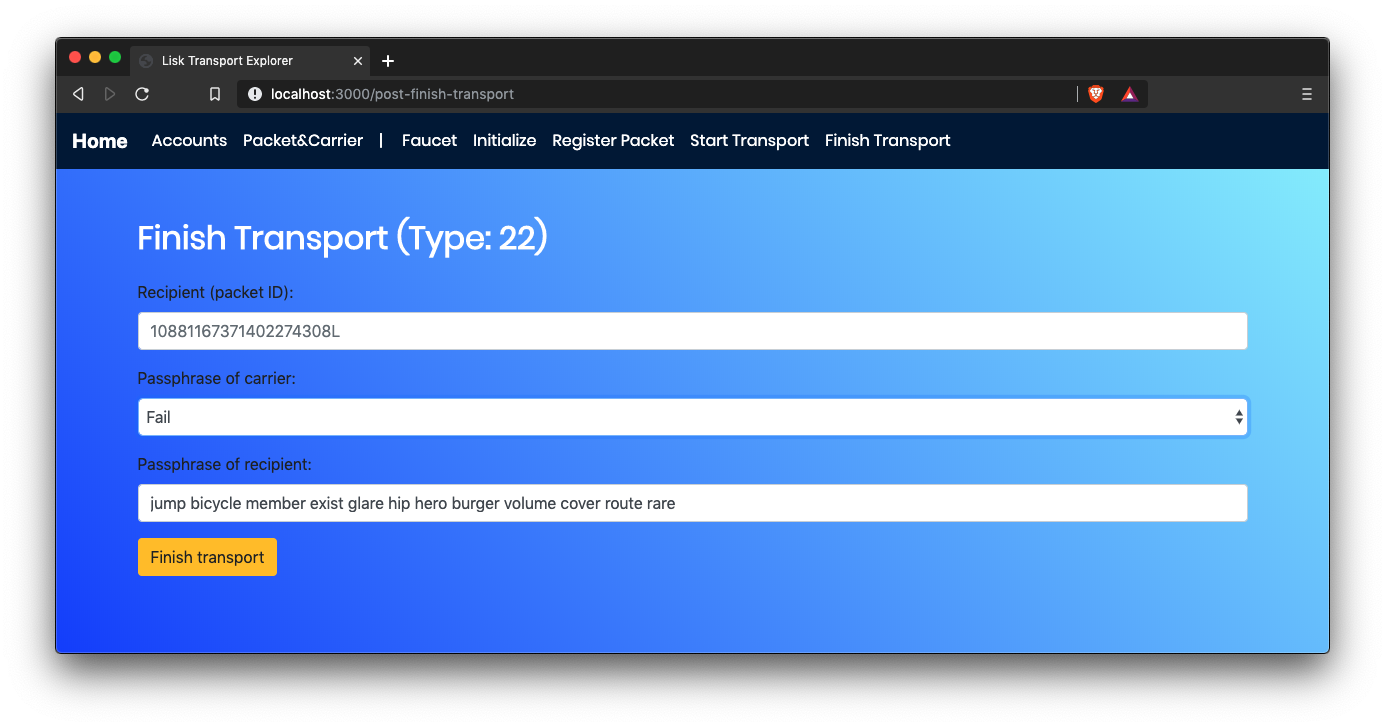 Lisk Transport Explorer
localhost:3000/post-finish-transport
Home Accounts Packet&Carrier | Faucet Initialize Register Packet Start Transport Finish Transport
Finish Transport (Type: 22)
Recipient (packet ID):
10881167371402274308L
Passphrase of carrier:
Fail
Passphrase of recipient:
jump bicycle member exist glare hip hero burger volume cover route rare
Finish transport